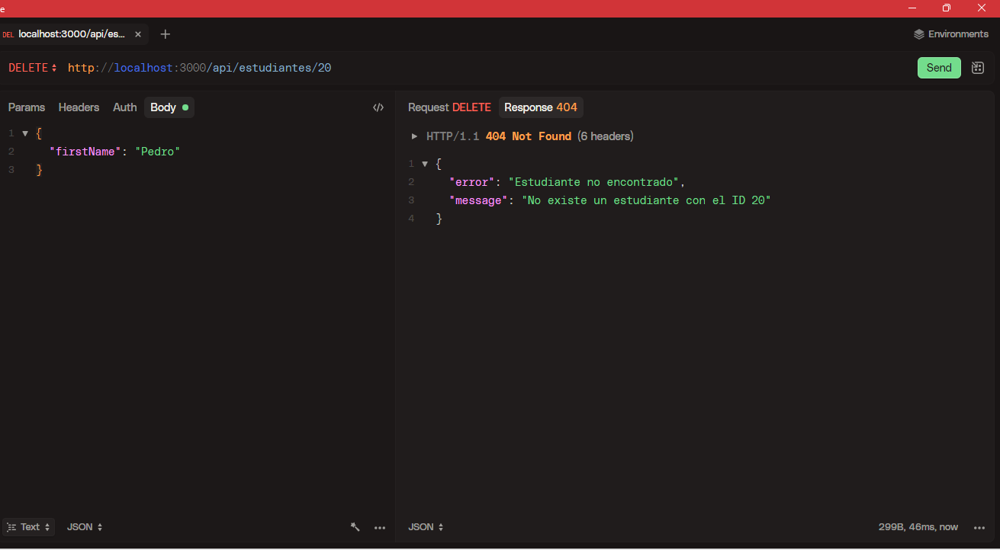 e
DEL localhost:3000/api/es...
Environments
DELETE http://localhost:3000/api/estudiantes/20
Send
Params Headers Auth Body
Request DELETE Response 404
1 {
2 "firstName": "Pedro"
3 }
HTTP/1.1 404 Not Found (6 headers)
1 {
2 "error": "Estudiante no encontrado",
3 "message": "No existe un estudiante con el ID 20"
4 }
Text JSON
JSON
299B, 46ms, now